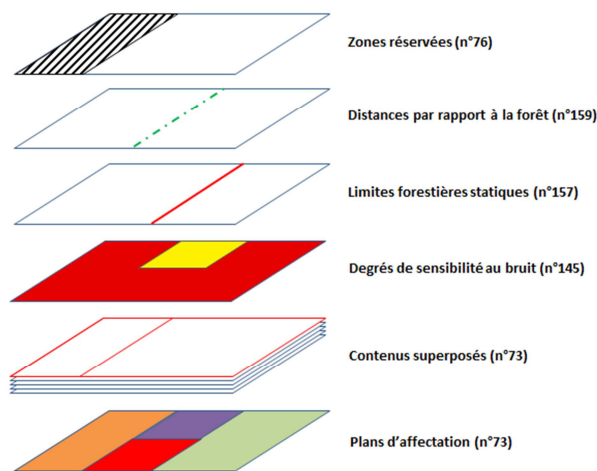 Zones réservées (n°76)
Distances par rapport à la forêt (n°159)
Limites forestières statiques (n°157)
Degrés de sensibilité au bruit (n°145)
Contenus superposés (n°73)
Plans d'affectation (n°73)